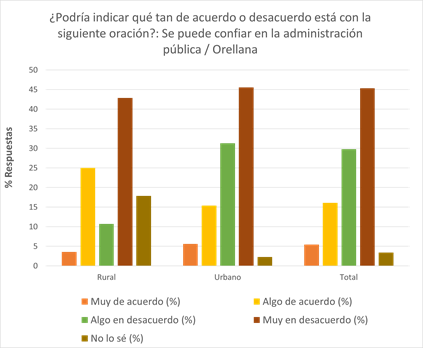 ¿Podría indicar qué tan de acuerdo o desacuerdo está con la
siguiente oración?: Se puede confiar en la administración
pública / Orellana
50
45
40
35
30
25
20
15
10
5
0
% Respuestas
Rural
Urbano
Total
Muy de acuerdo (%)
Algo de acuerdo (%)
Algo en desacuerdo (%)
Muy en desacuerdo (%)
No lo sé (%)